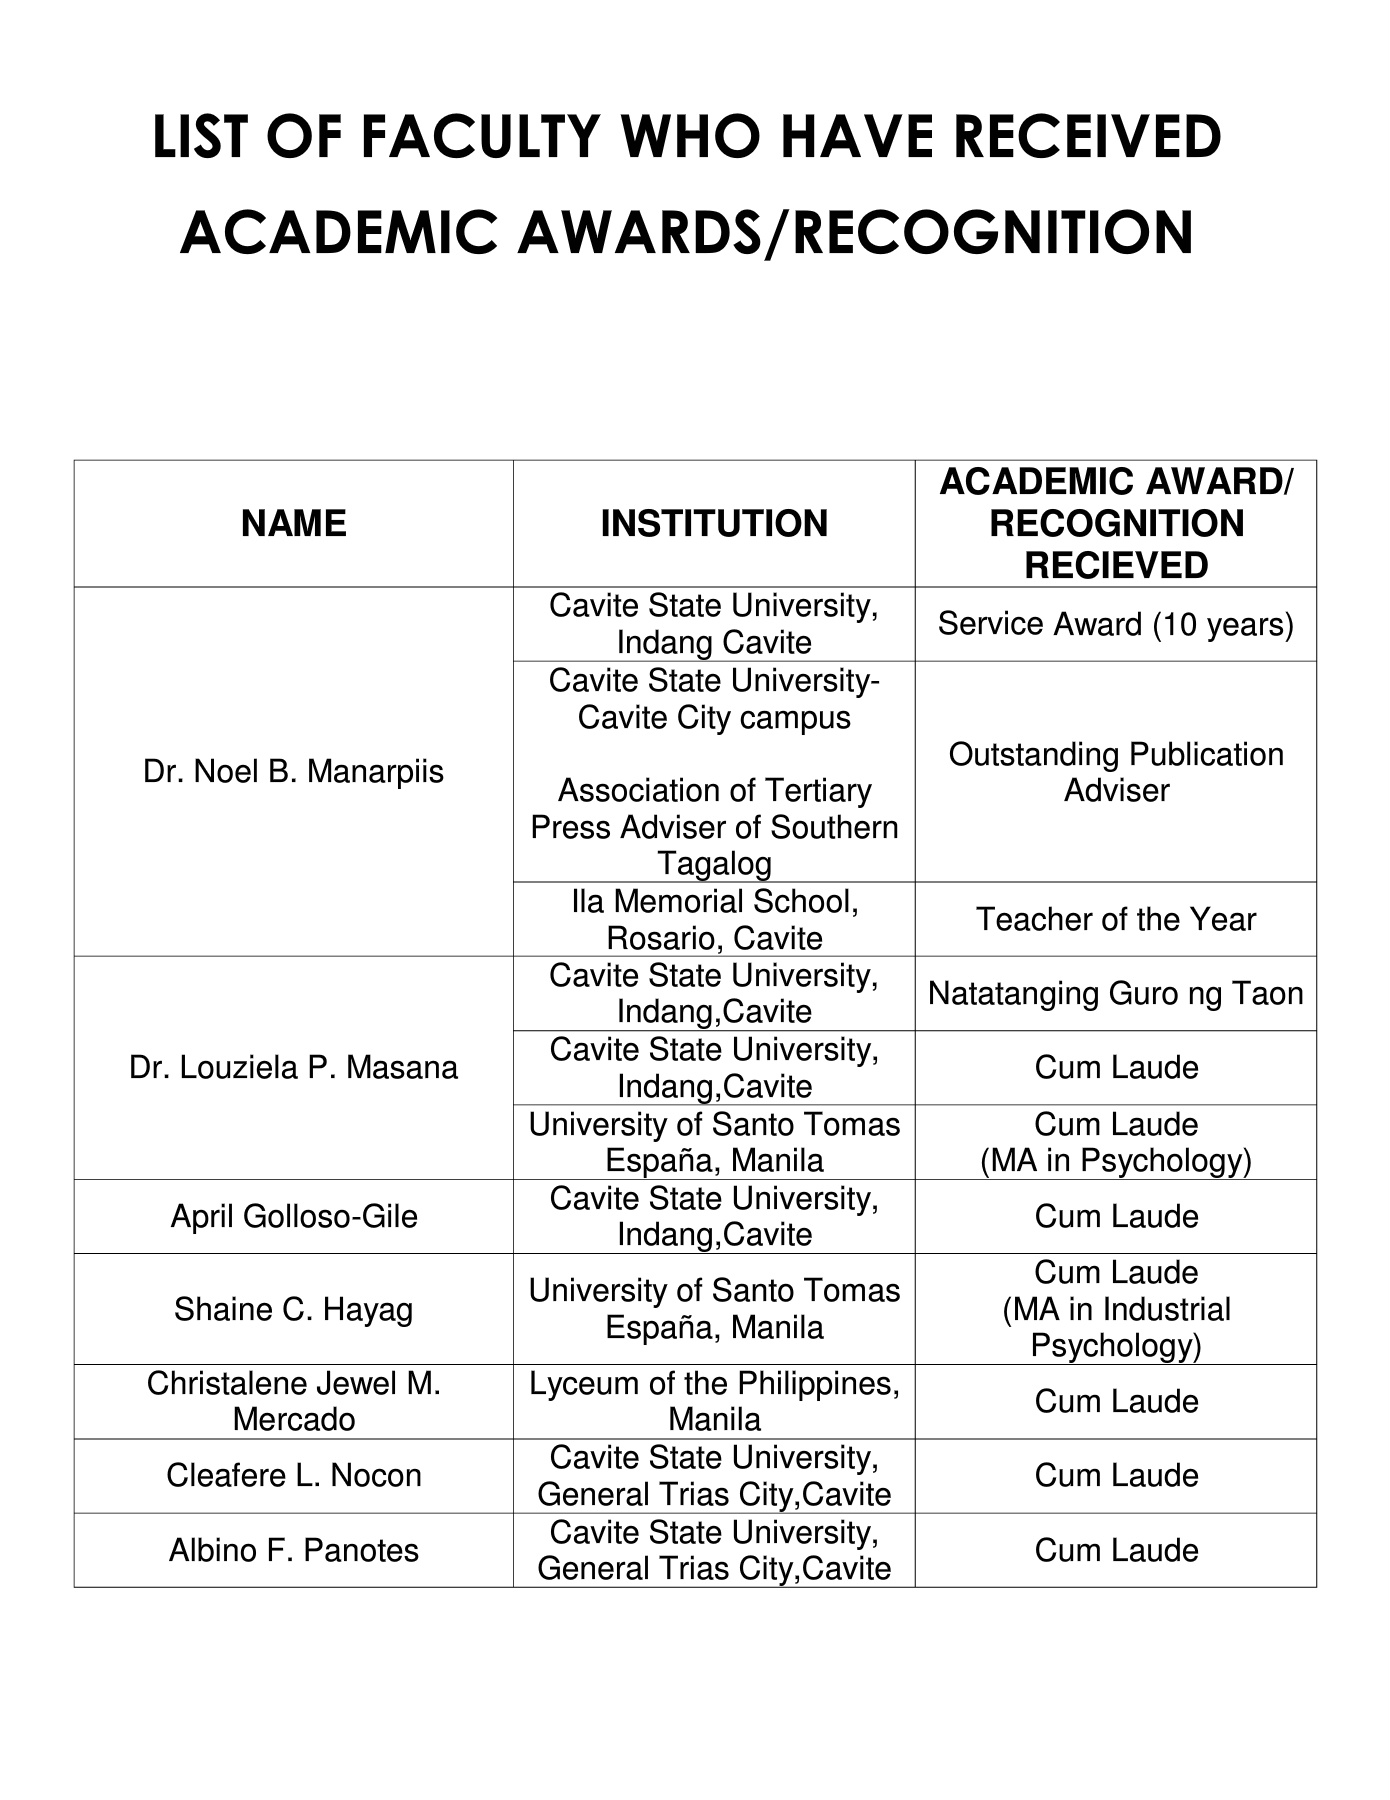 LIST OF FACULTY WHO HAVE RECEIVED
ACADEMIC AWARDS/RECOGNITION
NAME
INSTITUTION
ACADEMIC AWARD/
RECOGNITION
RECIEVED
Dr. Noel B. Manarpiis
Cavite State University,
Indang Cavite
Service Award (10 years)
Cavite State University-
Cavite City campus
Association of Tertiary
Press Adviser of Southern
Tagalog
Outstanding Publication
Adviser
Ila Memorial School,
Rosario, Cavite
Teacher of the Year
Dr. Louziela P. Masana
Cavite State University,
Indang,Cavite
Natatanging Guro ng Taon
Cavite State University,
Indang,Cavite
Cum Laude
University of Santo Tomas
España, Manila
Cum Laude
(MA in Psychology)
April Golloso-Gile
Cavite State University,
Indang,Cavite
Cum Laude
Shaine C. Hayag
University of Santo Tomas
España, Manila
Cum Laude
(MA in Industrial
Psychology)
Christalene Jewel M.
Mercado
Lyceum of the Philippines,
Manila
Cum Laude
Cleafere L. Nocon
Cavite State University,
General Trias City,Cavite
Cum Laude
Albino F. Panotes
Cavite State University,
General Trias City,Cavite
Cum Laude